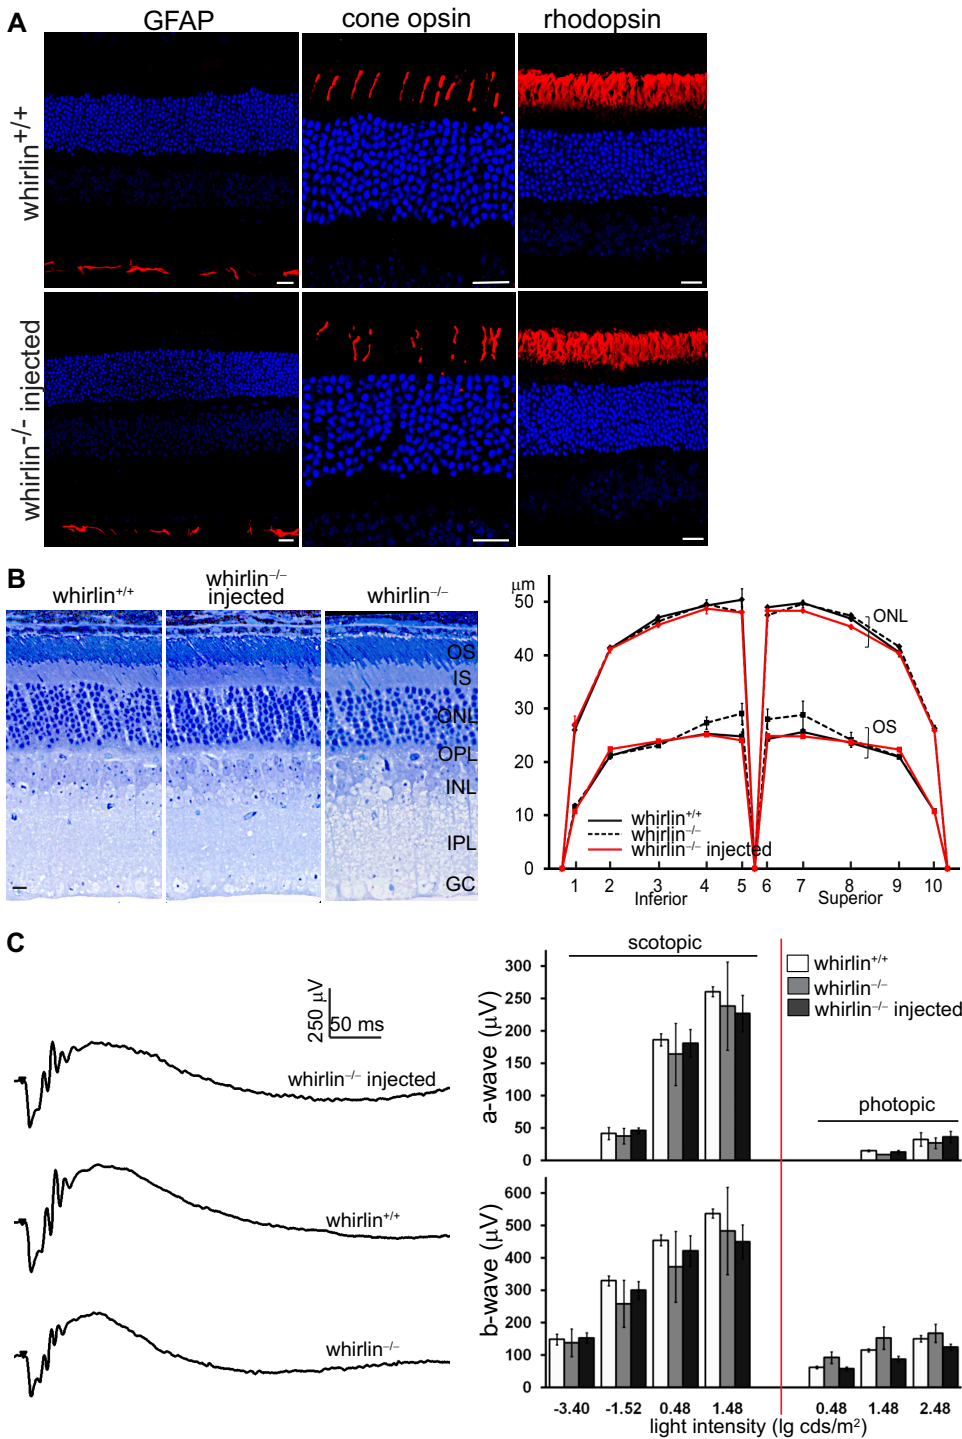 A
GFAP
cone opsin
rhodopsin
whirlin+/+
whirlin-/- injected
B
whirlin+/+
whirlin–/–
injected
whirlin–/–
OS
IS
ONL
OPL
INL
IPL
GC
µm
50
40
30
20
10
0
ONL
OS
whirlin+/+
whirlin–/–
whirlin–/– injected
1 2 3 4 5 6 7 8 9 10
Inferior Superior
C
250 µV
50 ms
whirlin–/– injected
whirlin+/+
whirlin–/–
scotopic
photopic
whirlin+/+
whirlin–/–
whirlin–/– injected
a-wave (µV)
300
250
200
150
100
50
0
b-wave (µV)
600
500
400
300
200
100
0
-3.40 -1.52 0.48 1.48 0.48 1.48 2.48
light intensity (lg cds/m²)